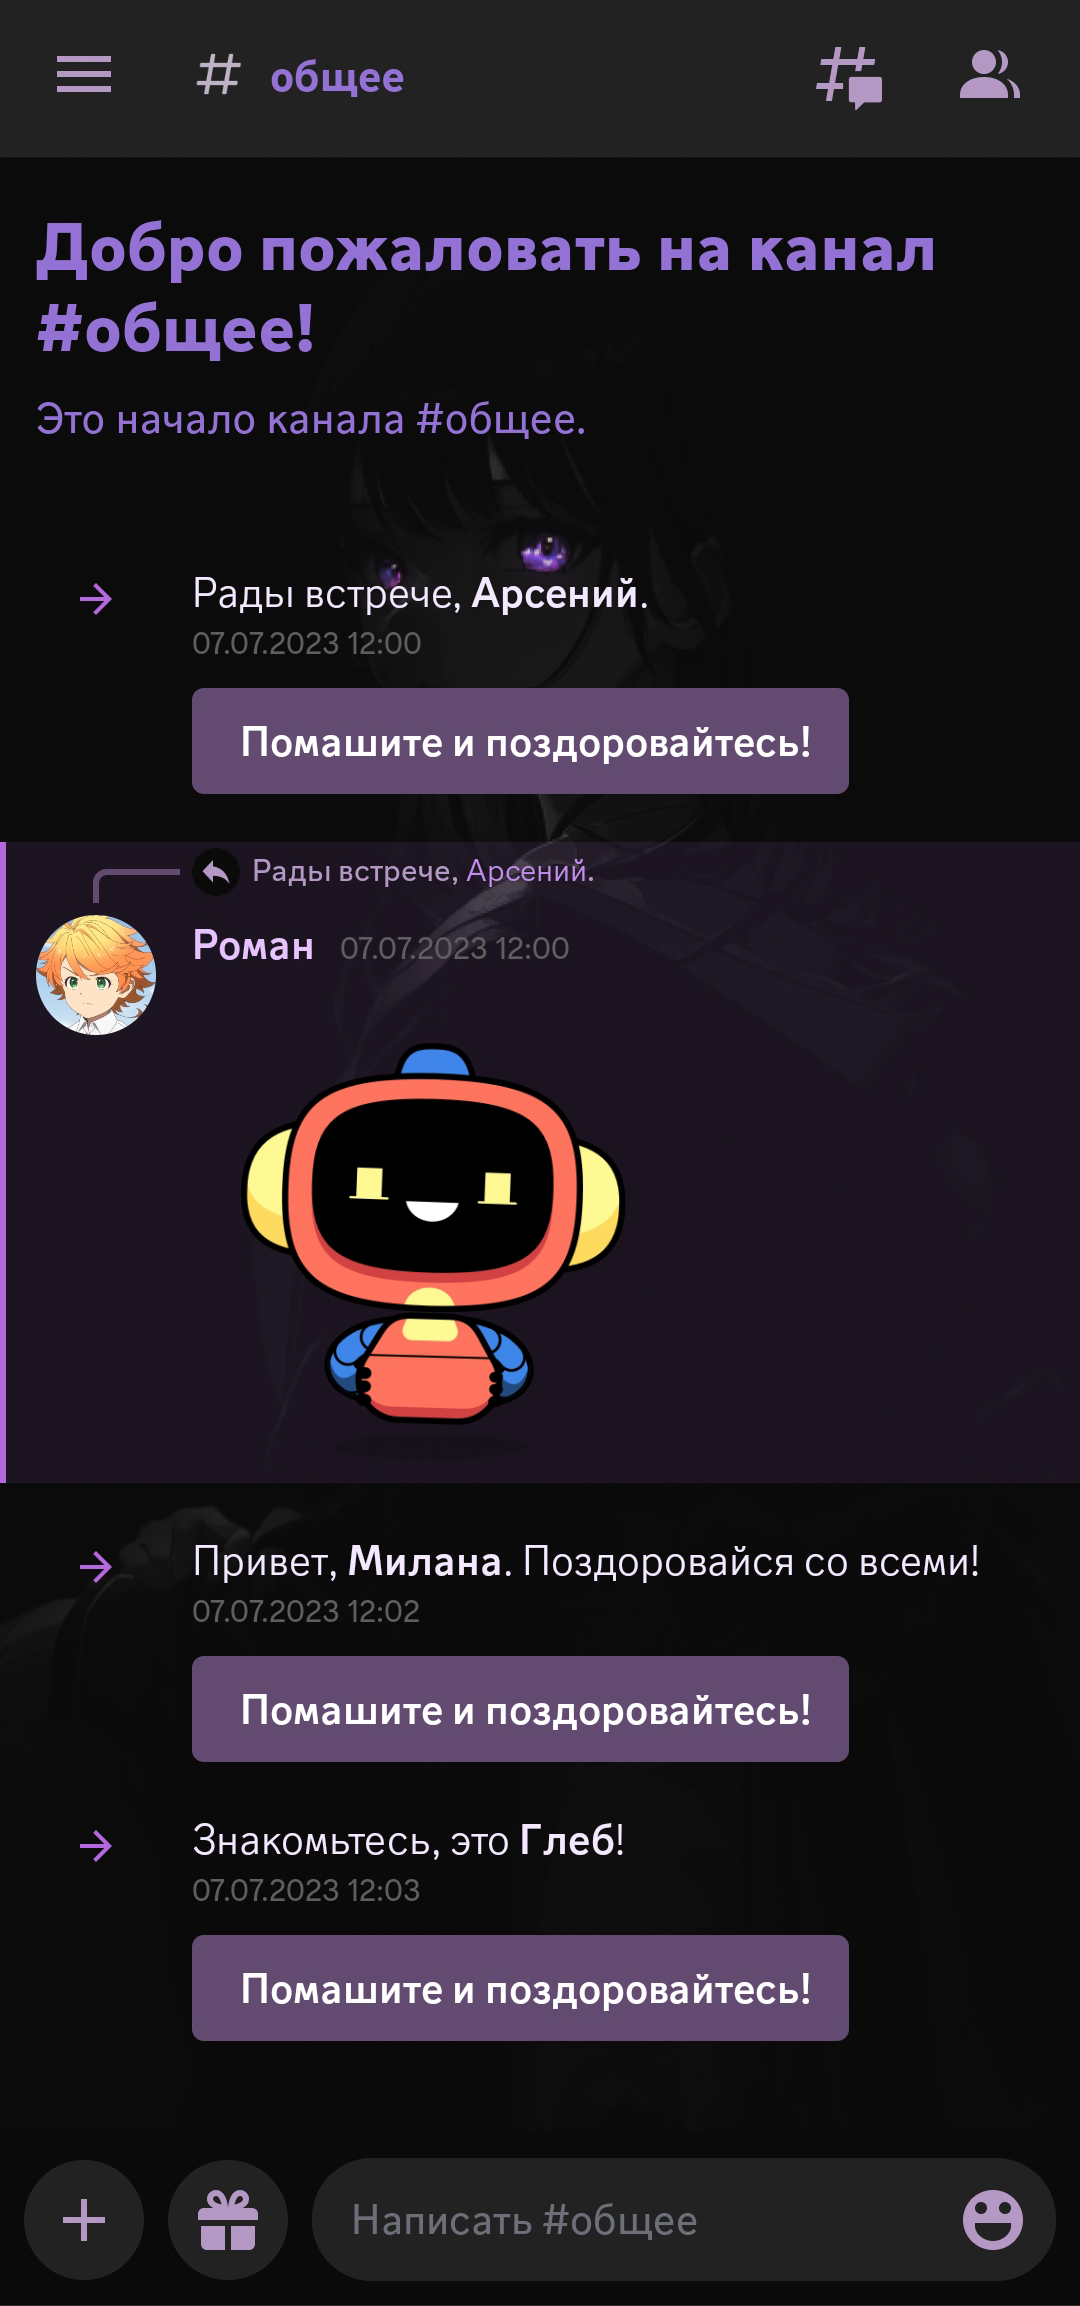 # общее
Добро пожаловать на канал
#общее!
Это начало канала #общее.
Рады встрече, Арсений.
07.07.2023 12:00
Помашите и поздоровайтесь!
Рады встрече, Арсений.
Роман 07.07.2023 12:00
Привет, Милана. Поздоровайся со всеми!
07.07.2023 12:02
Помашите и поздоровайтесь!
Знакомьтесь, это Глеб!
07.07.2023 12:03
Помашите и поздоровайтесь!
Написать #общее